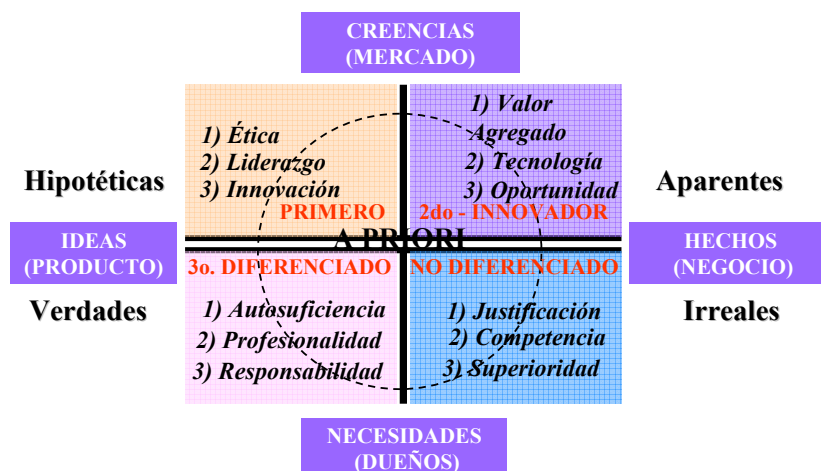 CREENCIAS
(MERCADO)
1) Ética
2) Liderazgo
3) Innovación
PRIMERO
1) Valor
Agregado
2) Tecnología
3) Oportunidad
2do - INNOVADOR
Hipotéticas
Aparentes
IDEAS
(PRODUCTO)
A PRIORI
HECHOS
(NEGOCIO)
Verdades
Irreales
3o. DIFERENCIADO
1) Autosuficiencia
2) Profesionalidad
3) Responsabilidad
NO DIFERENCIADO
1) Justificación
2) Competencia
3) Superioridad
NECESIDADES
(DUEÑOS)